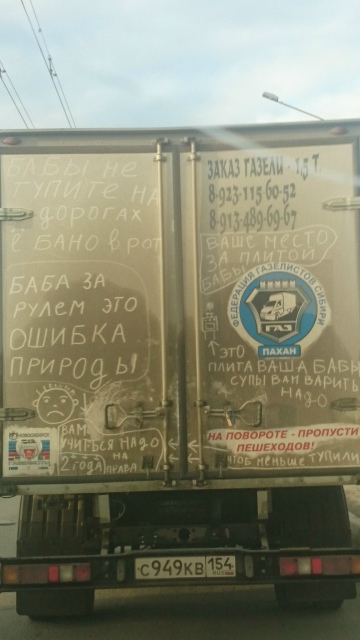 БАБЫ не
ТУПИТЕ НА
дорогах
Ё БАНО в рот
БАБА ЗА
РУЛЕМ ЭТО
ОШИБКА
ПРИРОДЫ
ВАМ
УЧИТЬСЯ НАДО
2 года НА
ПРАВА
ЗАКАЗ ГАЗЕЛИ - 1,5 Т.
8-923-115-60-52
8-913-489-69-67
ВАШЕ МЕСТО
ЗА ПЛИТОЙ
БАБЫ
ФЕДЕРАЦИЯ ГАЗЕЛИСТОВ СИБИРИ
ГАЗ
ПАХАН
ЭТО
ПЛИТА ВАША БАБЫ
СУПЫ ВАМ ВАРИТЬ
НАДО
НА ПОВОРОТЕ - ПРОПУСТИ
ПЕШЕХОДОВ!
ЧТОБ МЕНЬШЕ ТУПИЛИ
С949КВ 154
RUS